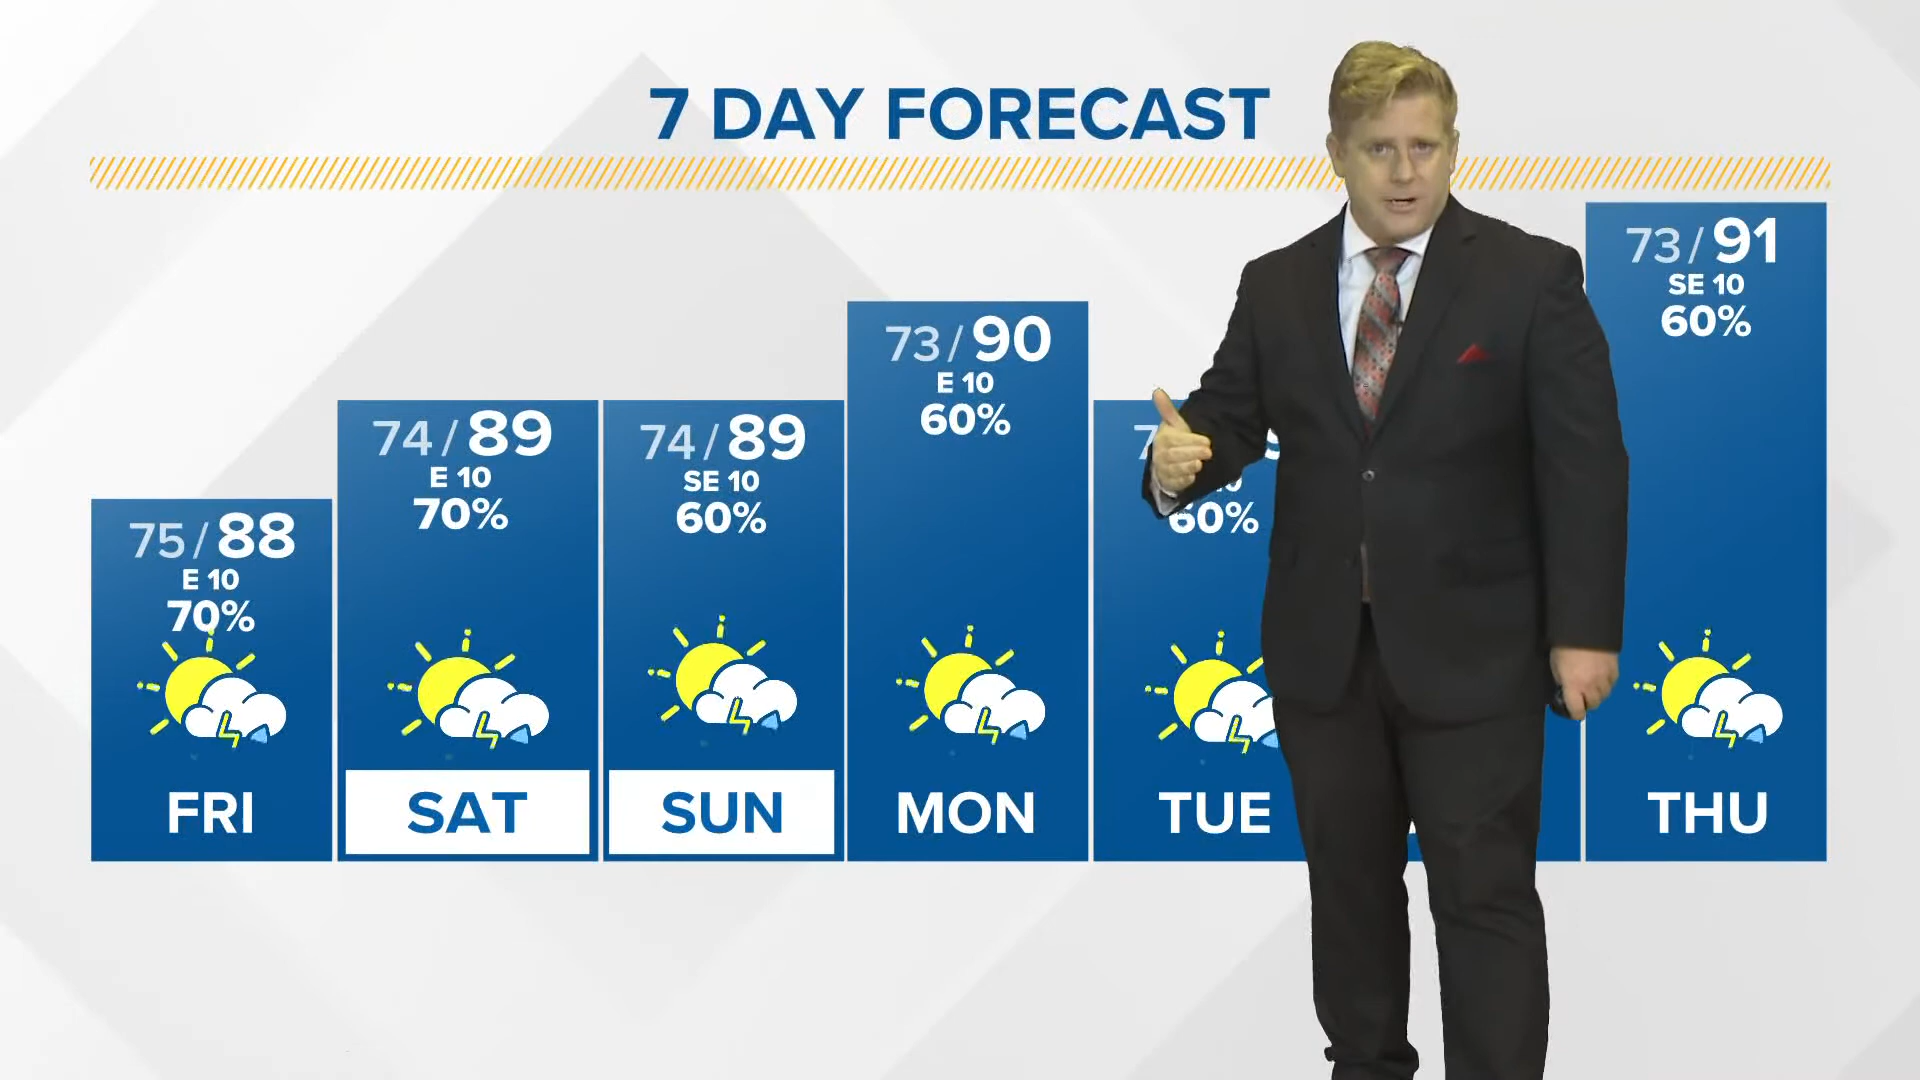 7 DAY FORECAST
75/88
E 10
70%
FRI
74/89
E 10
70%
SAT
74/89
SE 10
60%
SUN
73/90
E 10
60%
MON
60%
TUE
73/91
SE 10
60%
THU